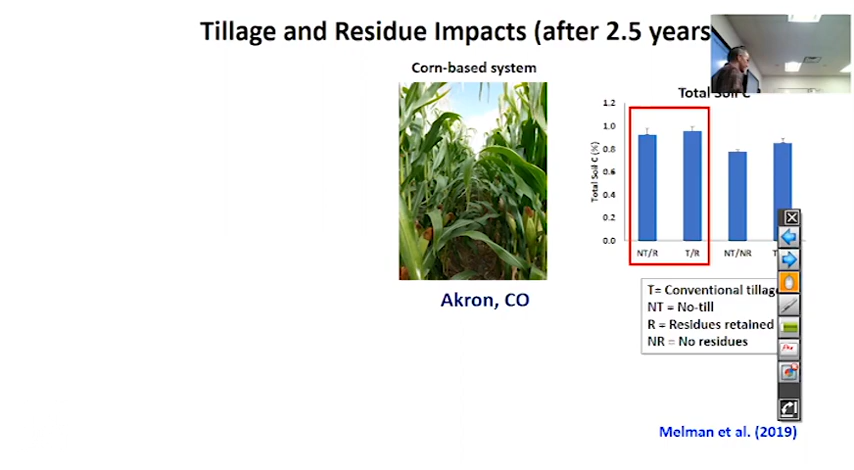 Tillage and Residue Impacts (after 2.5 years
Corn-based system
Total Soil C
1.2
1.0
0.8
0.6
0.4
0.2
0.0
Total Soil C (%)
NT/R T/R NT/NR T
Akron, CO
T= Conventional tillage
NT = No-till
R = Residues retained
NR = No residues
Melman et al. (2019)